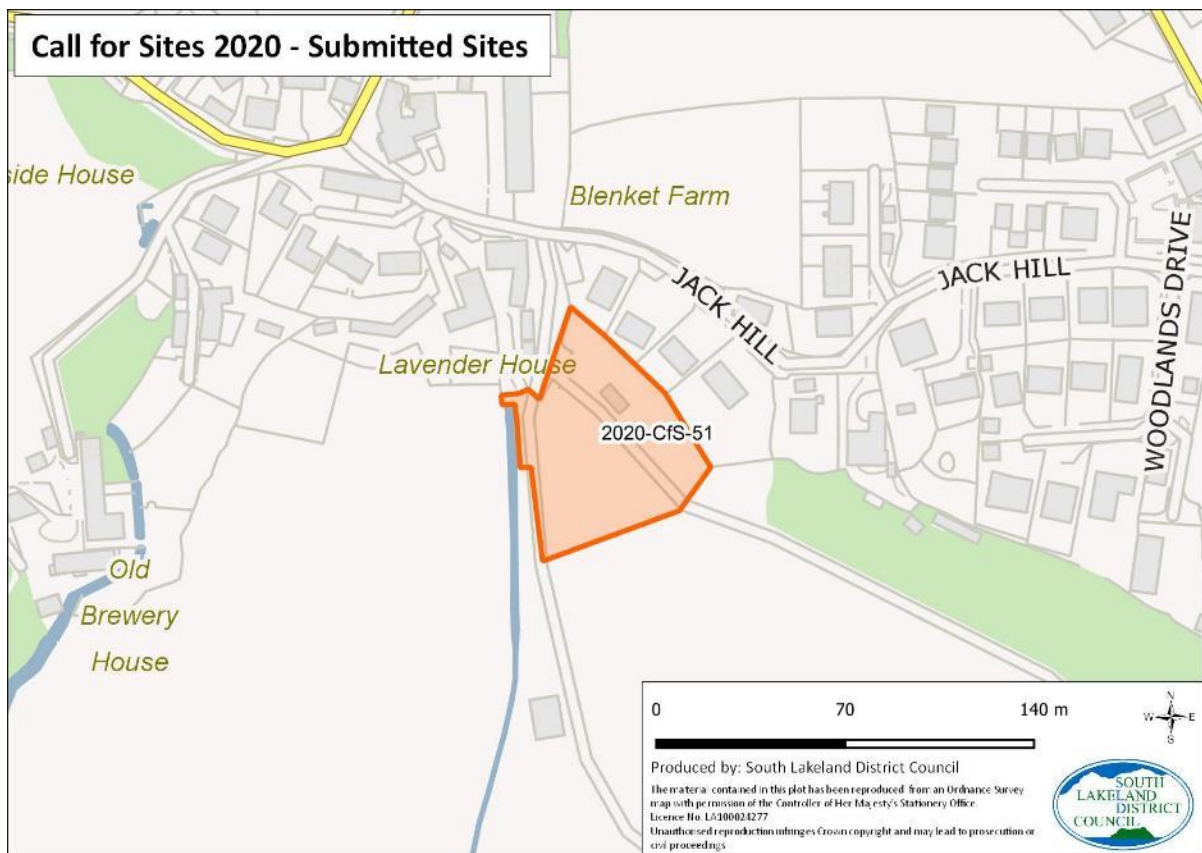 Call for Sites 2020 - Submitted Sites
side House
Blenket Farm
JACK HILL
JACK HILL
WOODLANDS DRIVE
Lavender House
2020-CfS-51
Old
Brewery
House
0 70 140 m
N
W E
S
Produced by: South Lakeland District Council
The material contained in this plot has been reproduced from an Ordnance Survey
map with permission of the Controller of Her Majesty's Stationery Office.
Licence No. LA100024277
Unauthorised reproduction infringes Crown copyright and may lead to prosecution or
civil proceedings
SOUTH
LAKELAND
DISTRICT
COUNCIL